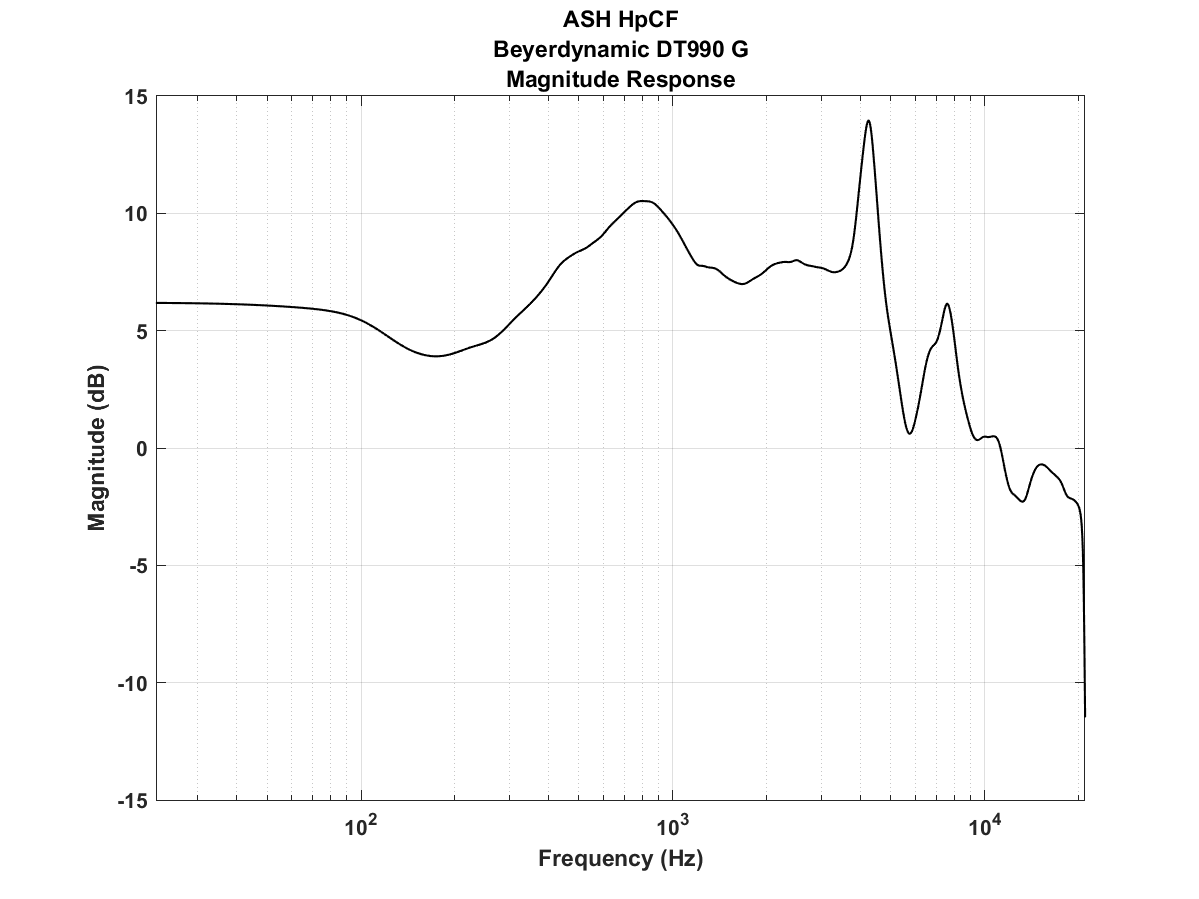 ASH HpCF
Beyerdynamic DT990 G
Magnitude Response
15
10
5
0
-5
-10
-15
Magnitude (dB)
10² 10³ 10⁴
Frequency (Hz)